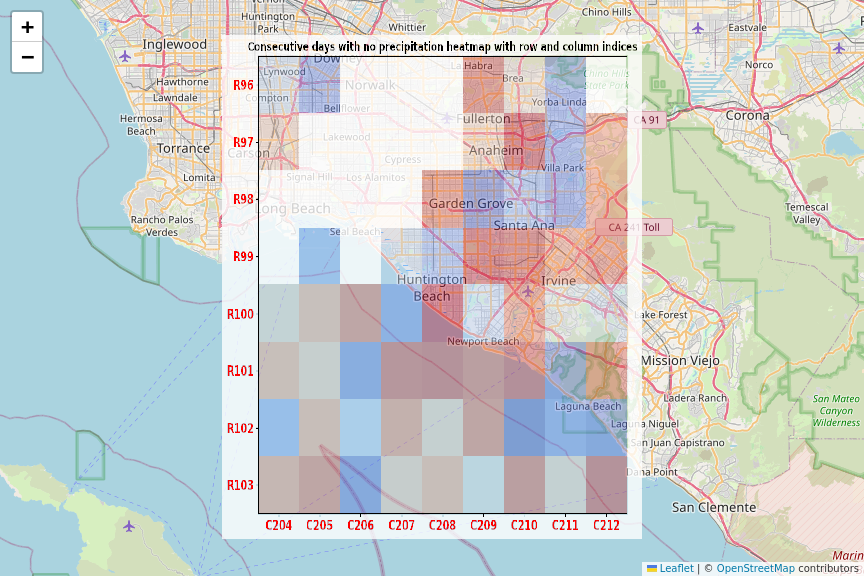 +
−
Huntington
Park
Whittier
Chino Hills
Eastvale
Inglewood
Consecutive days with no precipitation heatmap with row and column indices
Downey
La Habra
Lynwood
Norwalk
Brea
Chino Hills
State Park
Norco
R96
Hawthorne
Compton
Lawndale
Bellflower
Yorba Linda
Hermosa
Beach
Fullerton
CA 91
Corona
R97
Torrance
Carson
Lakewood
Cypress
Anaheim
Villa Park
Lomita
Signal Hill
Los Alamitos
R98
Long Beach
Garden Grove
Temescal
Valley
Rancho Palos
Verdes
Seal Beach
Santa Ana
CA 241 Toll
R99
Huntington
Beach
Irvine
R100
Lake Forest
Newport Beach
Mission Viejo
R101
Ladera Ranch
San Mateo
Canyon
Wilderness
Laguna Beach
Laguna Niguel
R102
San Juan Capistrano
Dana Point
R103
San Clemente
C204 C205 C206 C207 C208 C209 C210 C211 C212
Marin
Leaflet | © OpenStreetMap contributors